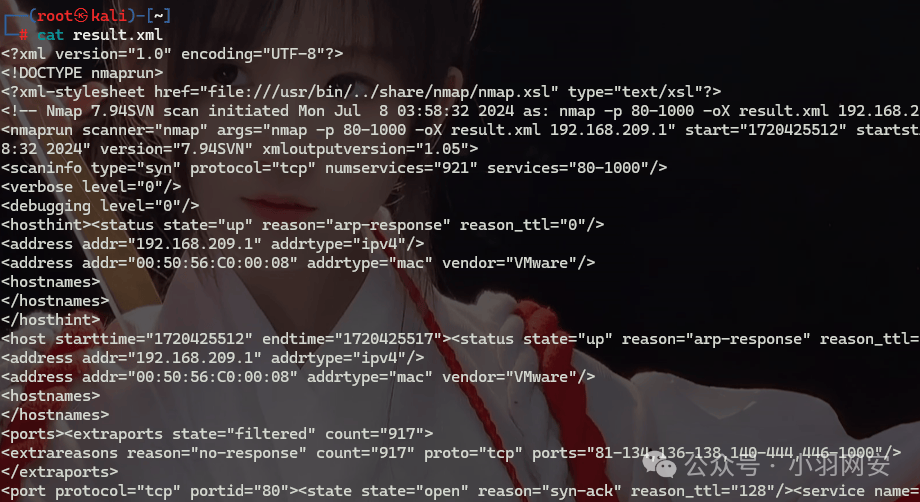 ┌──(root㉿kali)-[~]
└─# cat result.xml
<?xml version="1.0" encoding="UTF-8"?>
<!DOCTYPE nmaprun>
<?xml-stylesheet href="file:///usr/bin/../share/nmap/nmap.xsl" type="text/xsl"?>
<!-- Nmap 7.94SVN scan initiated Mon Jul  8 03:58:32 2024 as: nmap -p 80-1000 -oX result.xml 192.168.2
<nmaprun scanner="nmap" args="nmap -p 80-1000 -oX result.xml 192.168.209.1" start="1720425512" startst
8:32 2024" version="7.94SVN" xmloutputversion="1.05">
<scaninfo type="syn" protocol="tcp" numservices="921" services="80-1000"/>
<verbose level="0"/>
<debugging level="0"/>
<hosthint><status state="up" reason="arp-response" reason_ttl="0"/>
<address addr="192.168.209.1" addrtype="ipv4"/>
<address addr="00:50:56:C0:00:08" addrtype="mac" vendor="VMware"/>
<hostnames>
</hostnames>
</hosthint>
<host starttime="1720425512" endtime="1720425517"><status state="up" reason="arp-response" reason_ttl=
<address addr="192.168.209.1" addrtype="ipv4"/>
<address addr="00:50:56:C0:00:08" addrtype="mac" vendor="VMware"/>
<hostnames>
</hostnames>
<ports><extraports state="filtered" count="917">
<extrareasons reason="no-response" count="917" proto="tcp" ports="81-134,136-138,140-444,446-1000"/>
</extraports>
公众号 · 小羽网安
<port protocol="tcp" portid="80"><state state="open" reason="syn-ack" reason_ttl="128"/><service name=